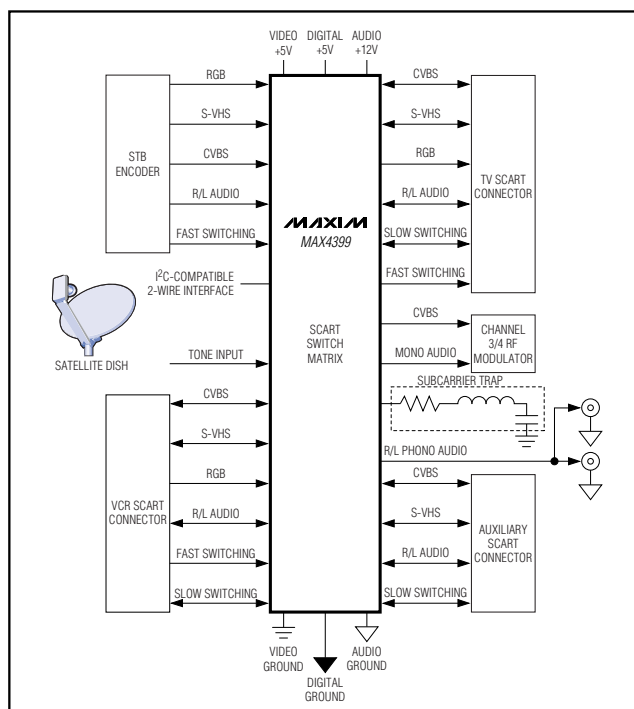 VIDEO
+5V
DIGITAL
+5V
AUDIO
+12V
STB
ENCODER
RGB
S-VHS
CVBS
R/L AUDIO
FAST SWITCHING
I²C-COMPATIBLE
2-WIRE INTERFACE
SATELLITE DISH
TONE INPUT
VCR SCART
CONNECTOR
CVBS
S-VHS
RGB
R/L AUDIO
FAST SWITCHING
SLOW SWITCHING
MAXIM
MAX4399
SCART
SWITCH
MATRIX
CVBS
S-VHS
RGB
R/L AUDIO
SLOW SWITCHING
FAST SWITCHING
TV SCART
CONNECTOR
CVBS
MONO AUDIO
CHANNEL
3/4 RF
MODULATOR
SUBCARRIER TRAP
R/L PHONO AUDIO
CVBS
S-VHS
R/L AUDIO
SLOW SWITCHING
AUXILIARY
SCART
CONNECTOR
VIDEO
GROUND
DIGITAL
GROUND
AUDIO
GROUND